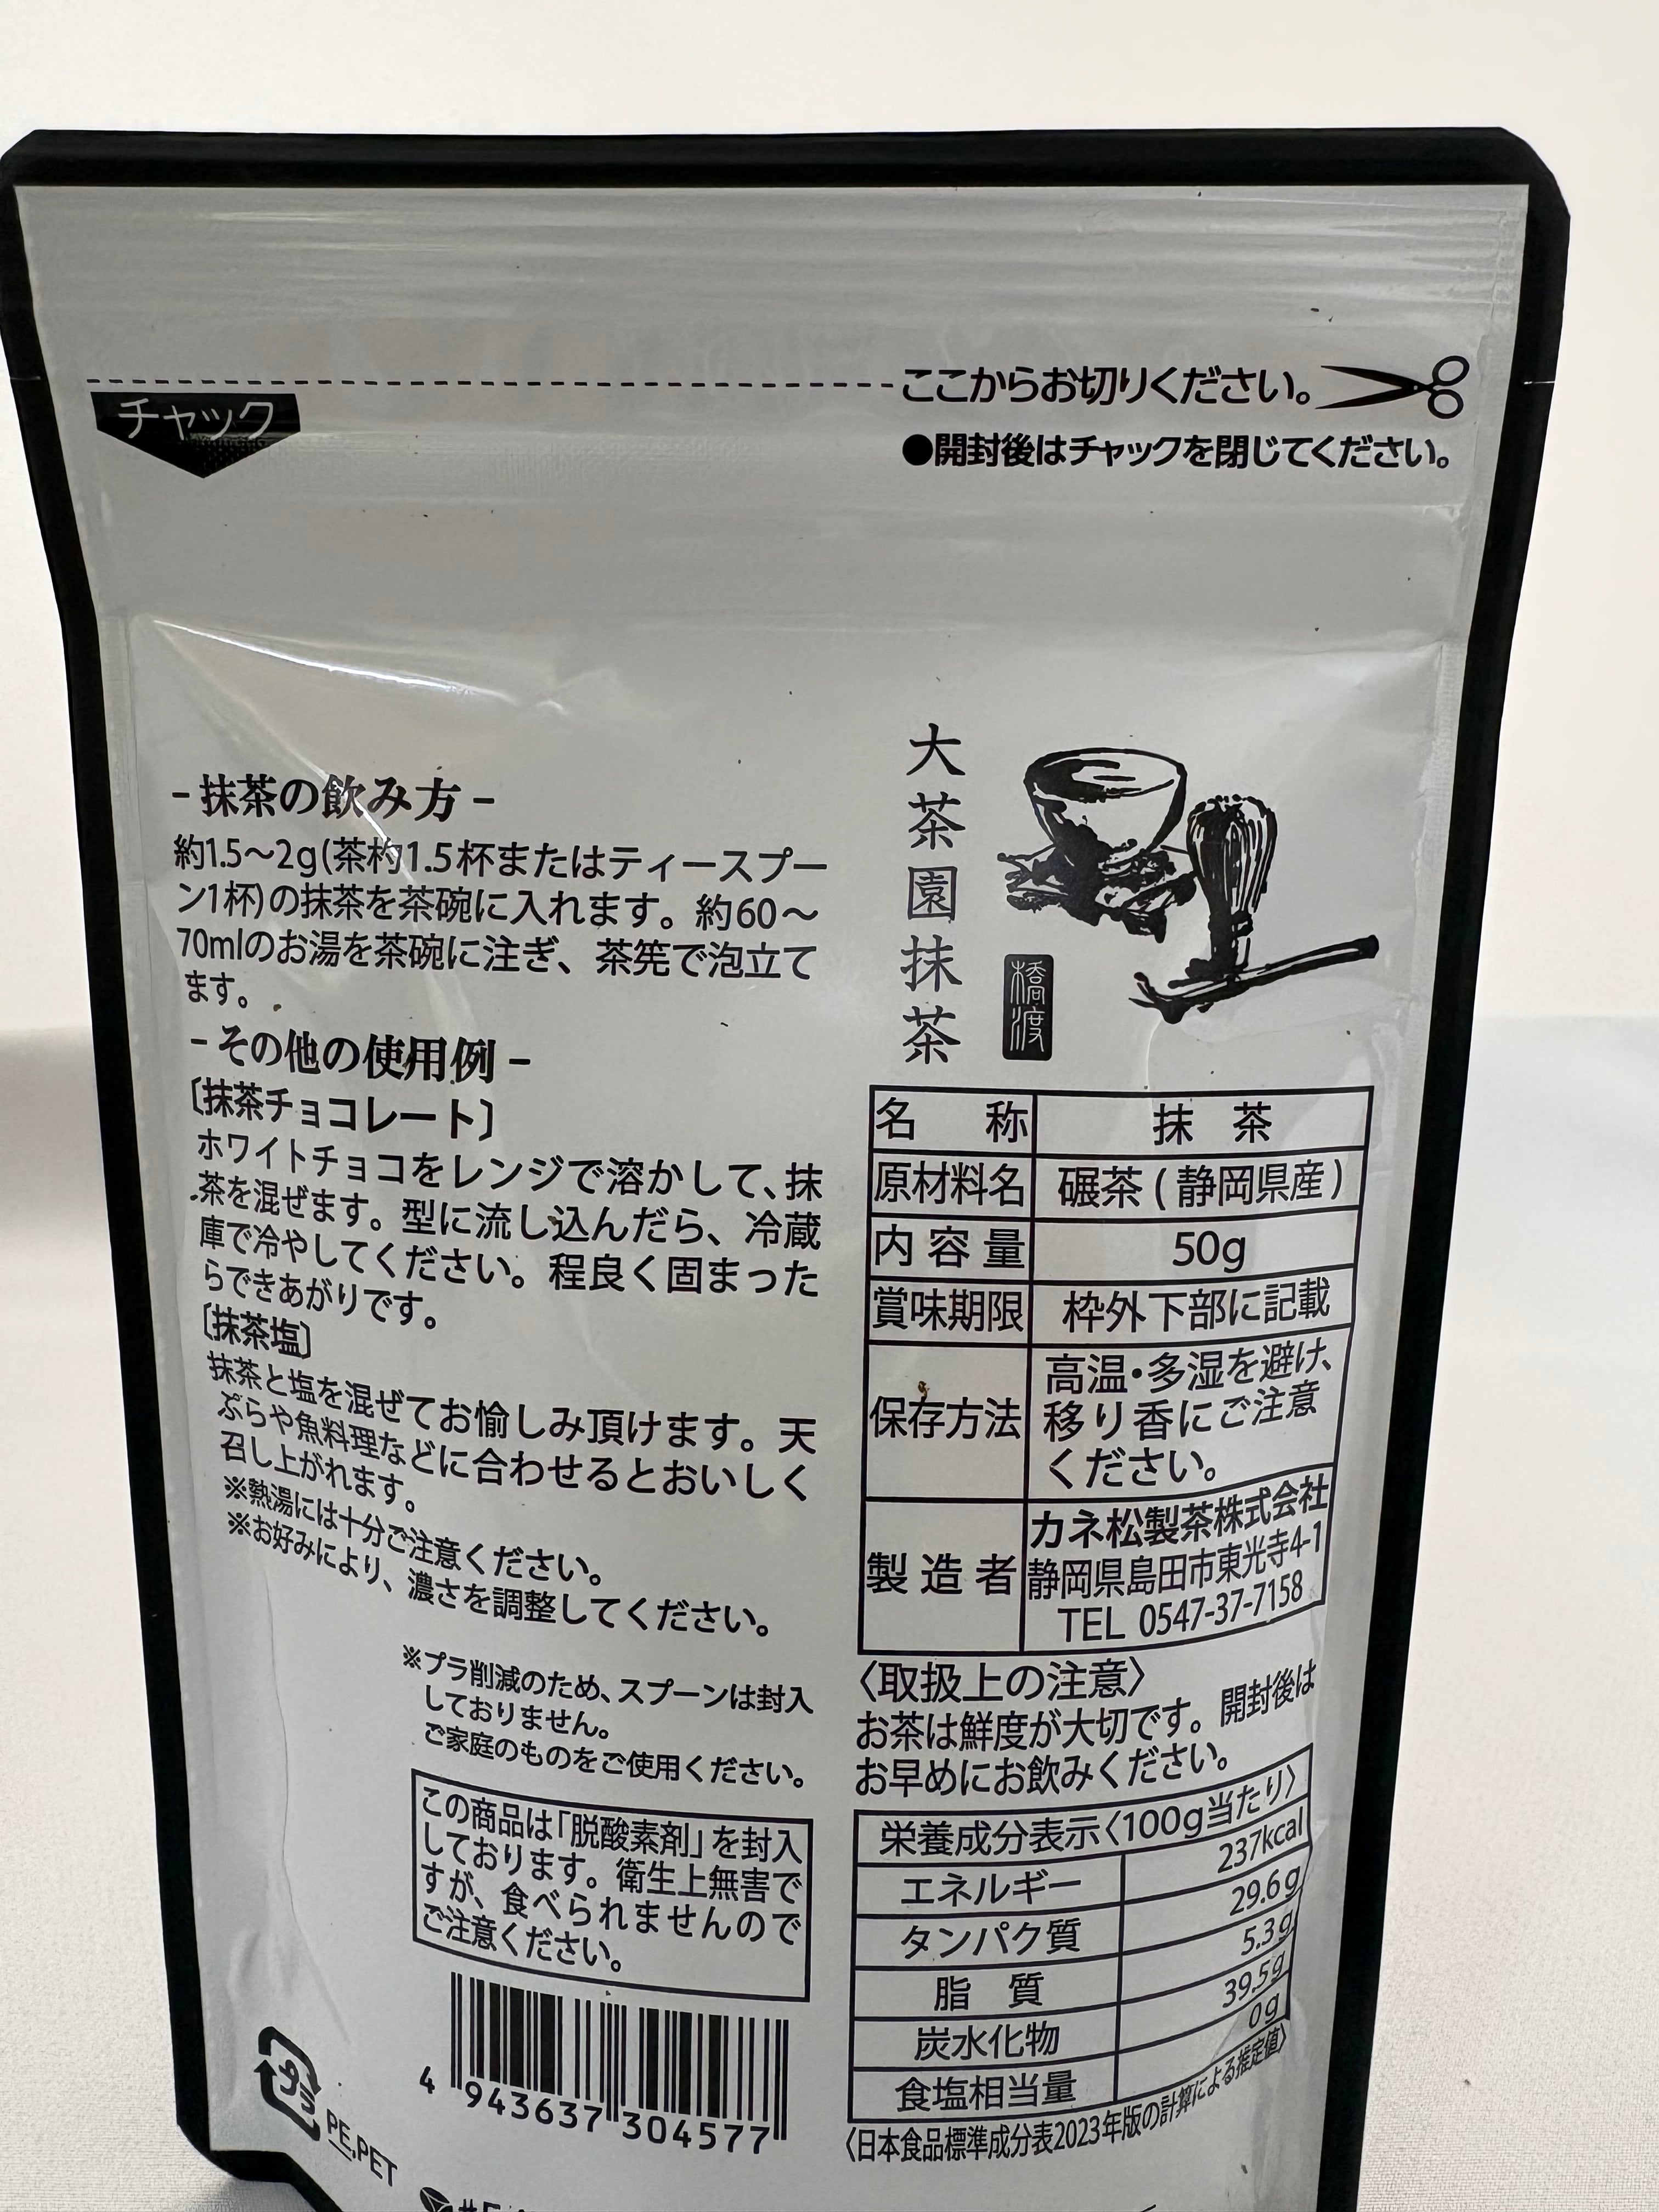 ここからお切りください。
チャック
●開封後はチャックを閉じてください。
-抹茶の飲み方-
約1.5～2g(茶杓1.5杯またはティースプー
ン1杯)の抹茶を茶碗に入れます。約60～
70mlのお湯を茶碗に注ぎ、茶筅で泡立て
ます。
-その他の使用例-
〔抹茶チョコレート〕
ホワイトチョコをレンジで溶かして、抹
茶を混ぜます。型に流し込んだら、冷蔵
庫で冷やしてください。程良く固まった
らできあがりです。
〔抹茶塩〕
抹茶と塩を混ぜてお愉しみ頂けます。天
ぷらや魚料理などに合わせるとおいしく
召し上がれます。
※熱湯には十分ご注意ください。
※お好みにより、濃さを調整してください。
※プラ削減のため、スプーンは封入
しておりません。
ご家庭のものをご使用ください。
この商品は「脱酸素剤」を封入
しております。衛生上無害で
すが、食べられませんので
ご注意ください。
4 943637 304577
プラ
PE.PET
大茶園抹茶
橋渡
名称 抹茶
原材料名 碾茶(静岡県産)
内容量 50g
賞味期限 枠外下部に記載
保存方法 高温・多湿を避け、
移り香にご注意
ください。
製造者 カネ松製茶株式会社
静岡県島田市東光寺4-1
TEL 0547-37-7158
〈取扱上の注意〉
お茶は鮮度が大切です。開封後は
お早めにお飲みください。
栄養成分表示〈100g当たり〉
エネルギー 237kcal
タンパク質 29.6g
脂質 5.3g
炭水化物 39.5g
食塩相当量 0g
〈日本食品標準成分表2023年版の計算による推定値〉